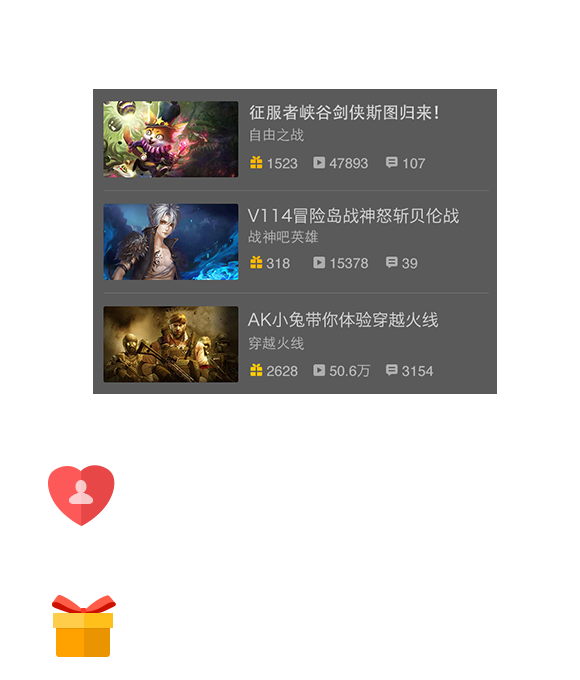 征服者峡谷剑侠斯图归来!
自由之战
1523 47893 107
V114冒险岛战神怒斩贝伦战
战神吧英雄
318 15378 39
AK小兔带你体验穿越火线
穿越火线
2628 50.6万 3154